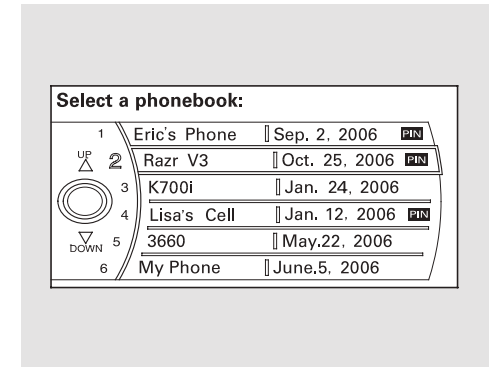 Select a phonebook:
1 Eric's Phone Sep. 2, 2006 PIN
UP 2 Razr V3 Oct. 25, 2006 PIN
3 K700i Jan. 24, 2006
4 Lisa's Cell Jan. 12, 2006 PIN
DOWN 5 3660 May.22, 2006
6 My Phone June.5, 2006